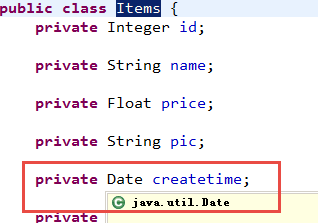 public class Items {
private Integer id;
private String name;
private Float price;
private String pic;
private Date createtime;
java.util.Date
private